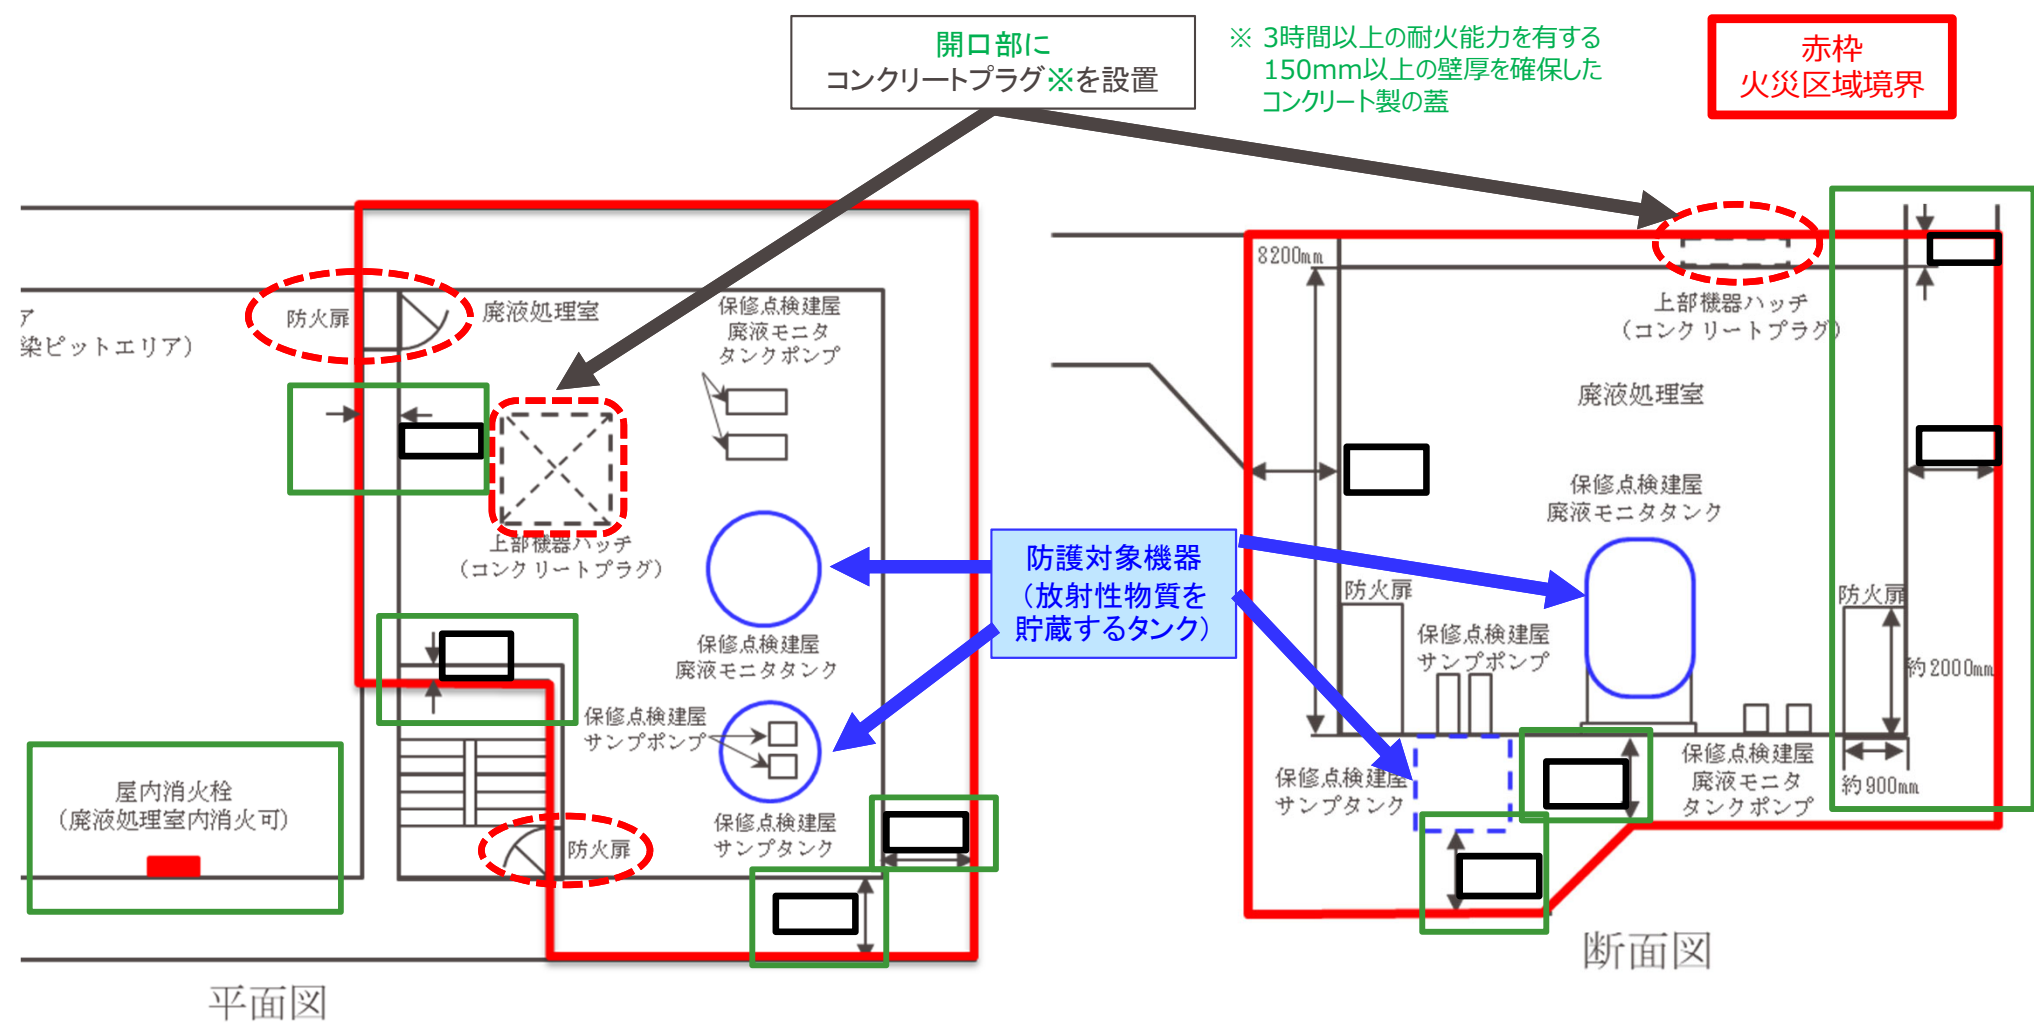 開口部に
コンクリートプラグ※を設置
※ 3時間以上の耐火能力を有する
150mm以上の壁厚を確保した
コンクリート製の蓋
赤枠
火災区域境界
ア
染ピットエリア)
防火扉
廃液処理室
保修点検建屋
廃液モニタ
タンクポンプ
上部機器ハッチ
(コンクリートプラグ)
保修点検建屋
廃液モニタタンク
保修点検建屋
サンプポンプ
保修点検建屋
サンプタンク
防火扉
屋内消火栓
(廃液処理室内消火可)
平面図
防護対象機器
(放射性物質を
貯蔵するタンク)
8200mm
上部機器ハッチ
(コンクリートプラグ)
廃液処理室
保修点検建屋
廃液モニタタンク
防火扉
保修点検建屋
サンプポンプ
防火扉
約2000mm
保修点検建屋
サンプタンク
保修点検建屋
廃液モニタ
タンクポンプ
約900mm
断面図